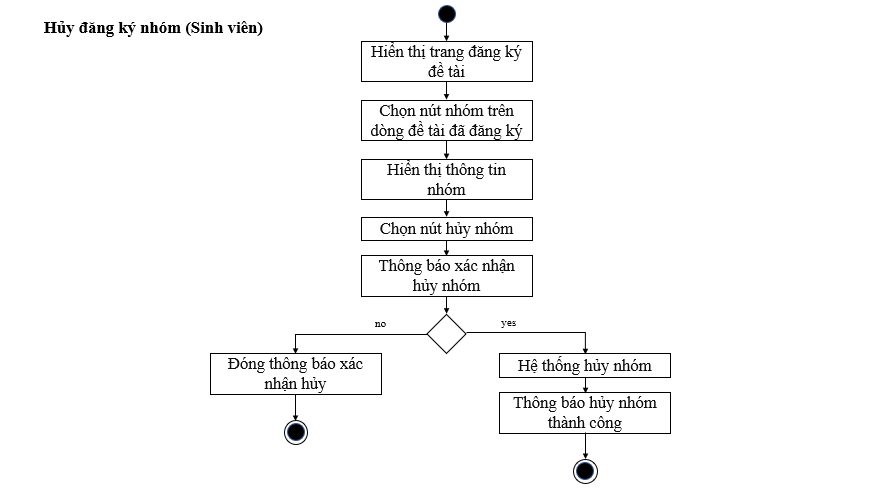 Hủy đăng ký nhóm (Sinh viên)
Hiển thị trang đăng ký
đề tài
Chọn nút nhóm trên
dòng đề tài đã đăng ký
Hiển thị thông tin
nhóm
Chọn nút hủy nhóm
Thông báo xác nhận
hủy nhóm
no
yes
Đóng thông báo xác
nhận hủy
Hệ thống hủy nhóm
Thông báo hủy nhóm
thành công